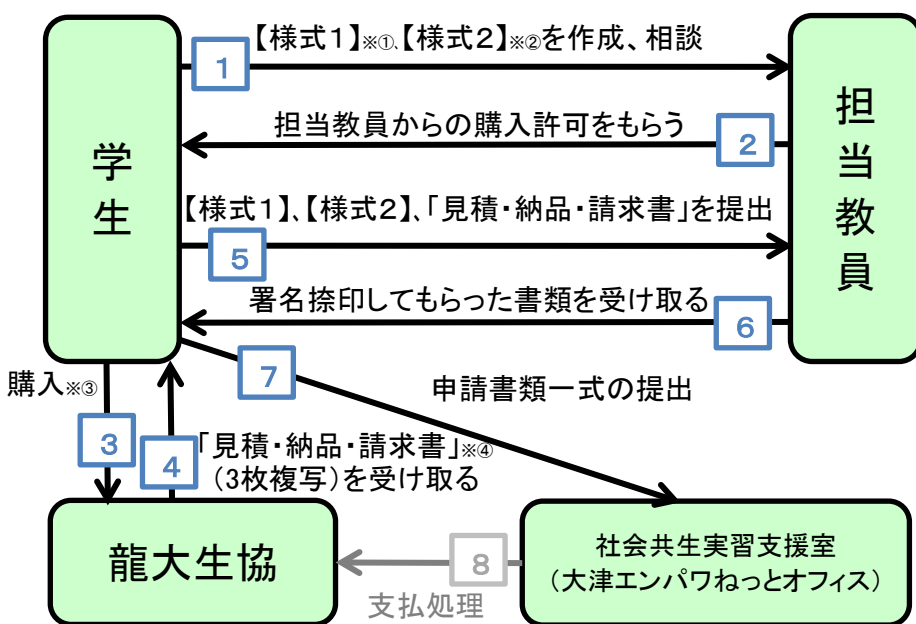 【様式1】※①、【様式2】※②を作成、相談
1
担当教員からの購入許可をもらう
2
学生
担当教員
【様式1】、【様式2】、「見積・納品・請求書」を提出
5
署名捺印してもらった書類を受け取る
6
7
購入※③
申請書類一式の提出
3
4
「見積・納品・請求書」※④
（3枚複写）を受け取る
龍大生協
8
支払処理
社会共生実習支援室
（大津エンパワねっとオフィス）